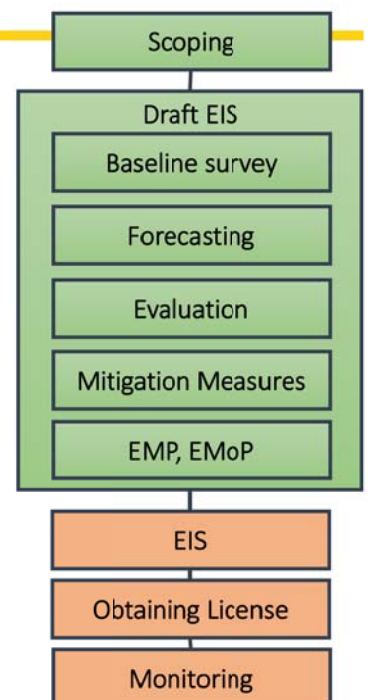 Scoping
Draft EIS
Baseline survey
Forecasting
Evaluation
Mitigation Measures
EMP, EMoP
EIS
Obtaining License
Monitoring